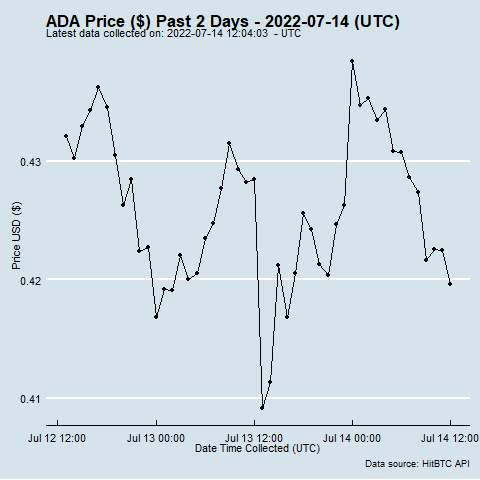 ADA Price ($) Past 2 Days - 2022-07-14 (UTC)
Latest data collected on: 2022-07-14 12:04:03 - UTC
Price USD ($)
0.43
0.42
0.41
Jul 12 12:00 Jul 13 00:00 Jul 13 12:00 Jul 14 00:00 Jul 14 12:00
Date Time Collected (UTC)
Data source: HitBTC API